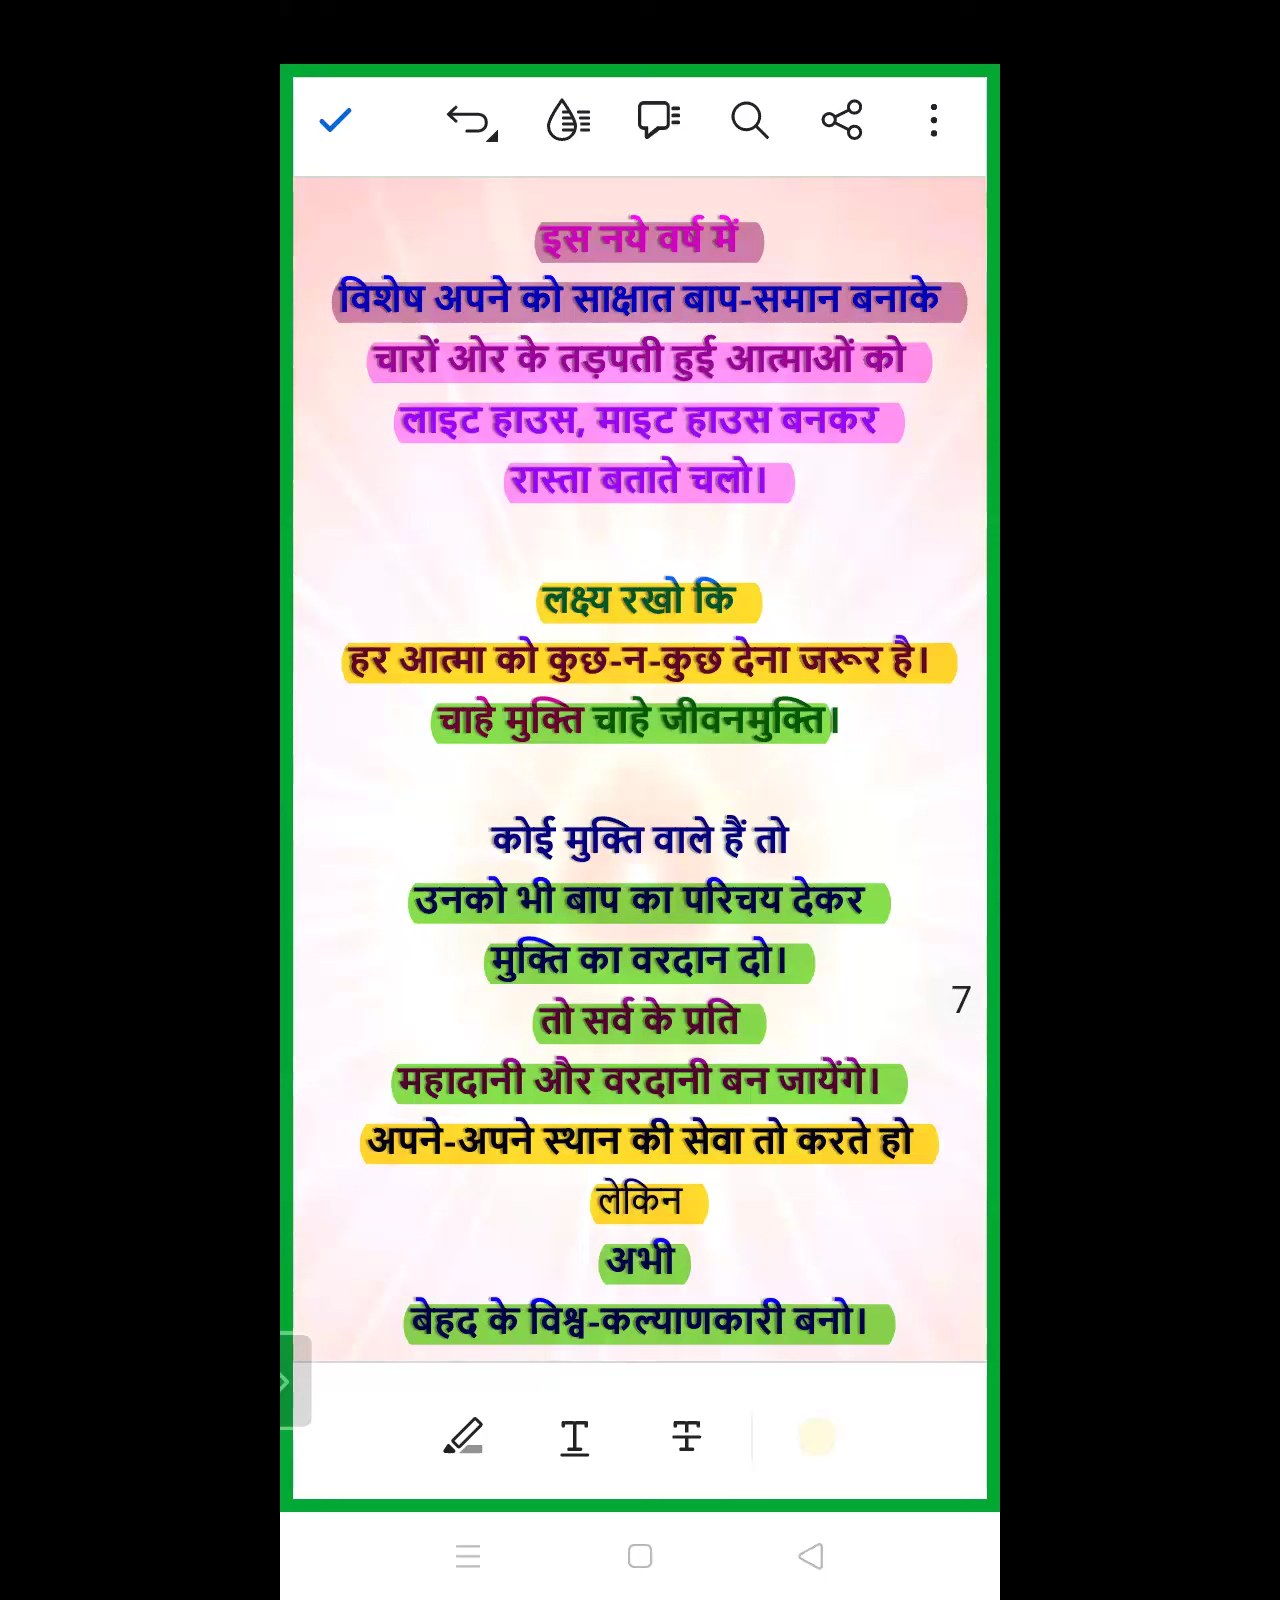 इस नये वर्ष में
विशेष अपने को साक्षात बाप-समान बनाके
चारों ओर के तड़पती हुई आत्माओं को
लाइट हाउस, माइट हाउस बनकर
रास्ता बताते चलो।
लक्ष्य रखो कि
हर आत्मा को कुछ-न-कुछ देना जरूर है।
चाहे मुक्ति चाहे जीवनमुक्ति।
कोई मुक्ति वाले हैं तो
उनको भी बाप का परिचय देकर
मुक्ति का वरदान दो।
7
तो सर्व के प्रति
महादानी और वरदानी बन जायेंगे।
अपने-अपने स्थान की सेवा तो करते हो
लेकिन
अभी
बेहद के विश्व-कल्याणकारी बनो।